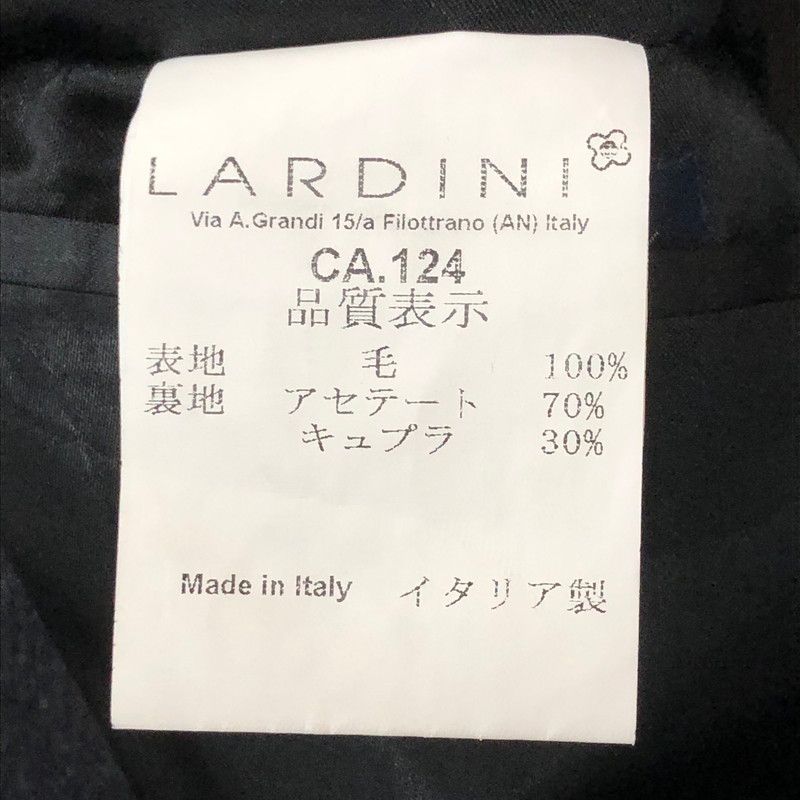 LARDINI
Via A.Grandi 15/a Filottrano (AN) Italy
CA.124
品質表示
表地 毛 100%
裏地 アセテート 70%
キュプラ 30%
Made in Italy イタリア製